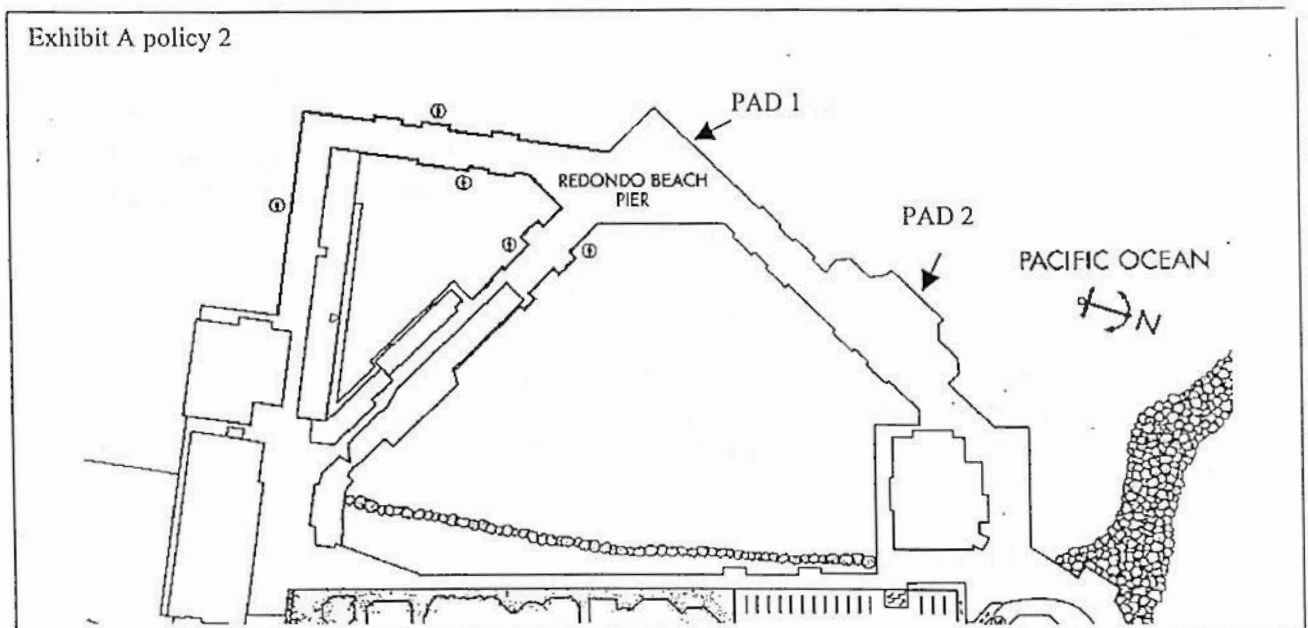 Exhibit A policy 2
PAD 1
REDONDO BEACH
PIER
PAD 2
PACIFIC OCEAN
N